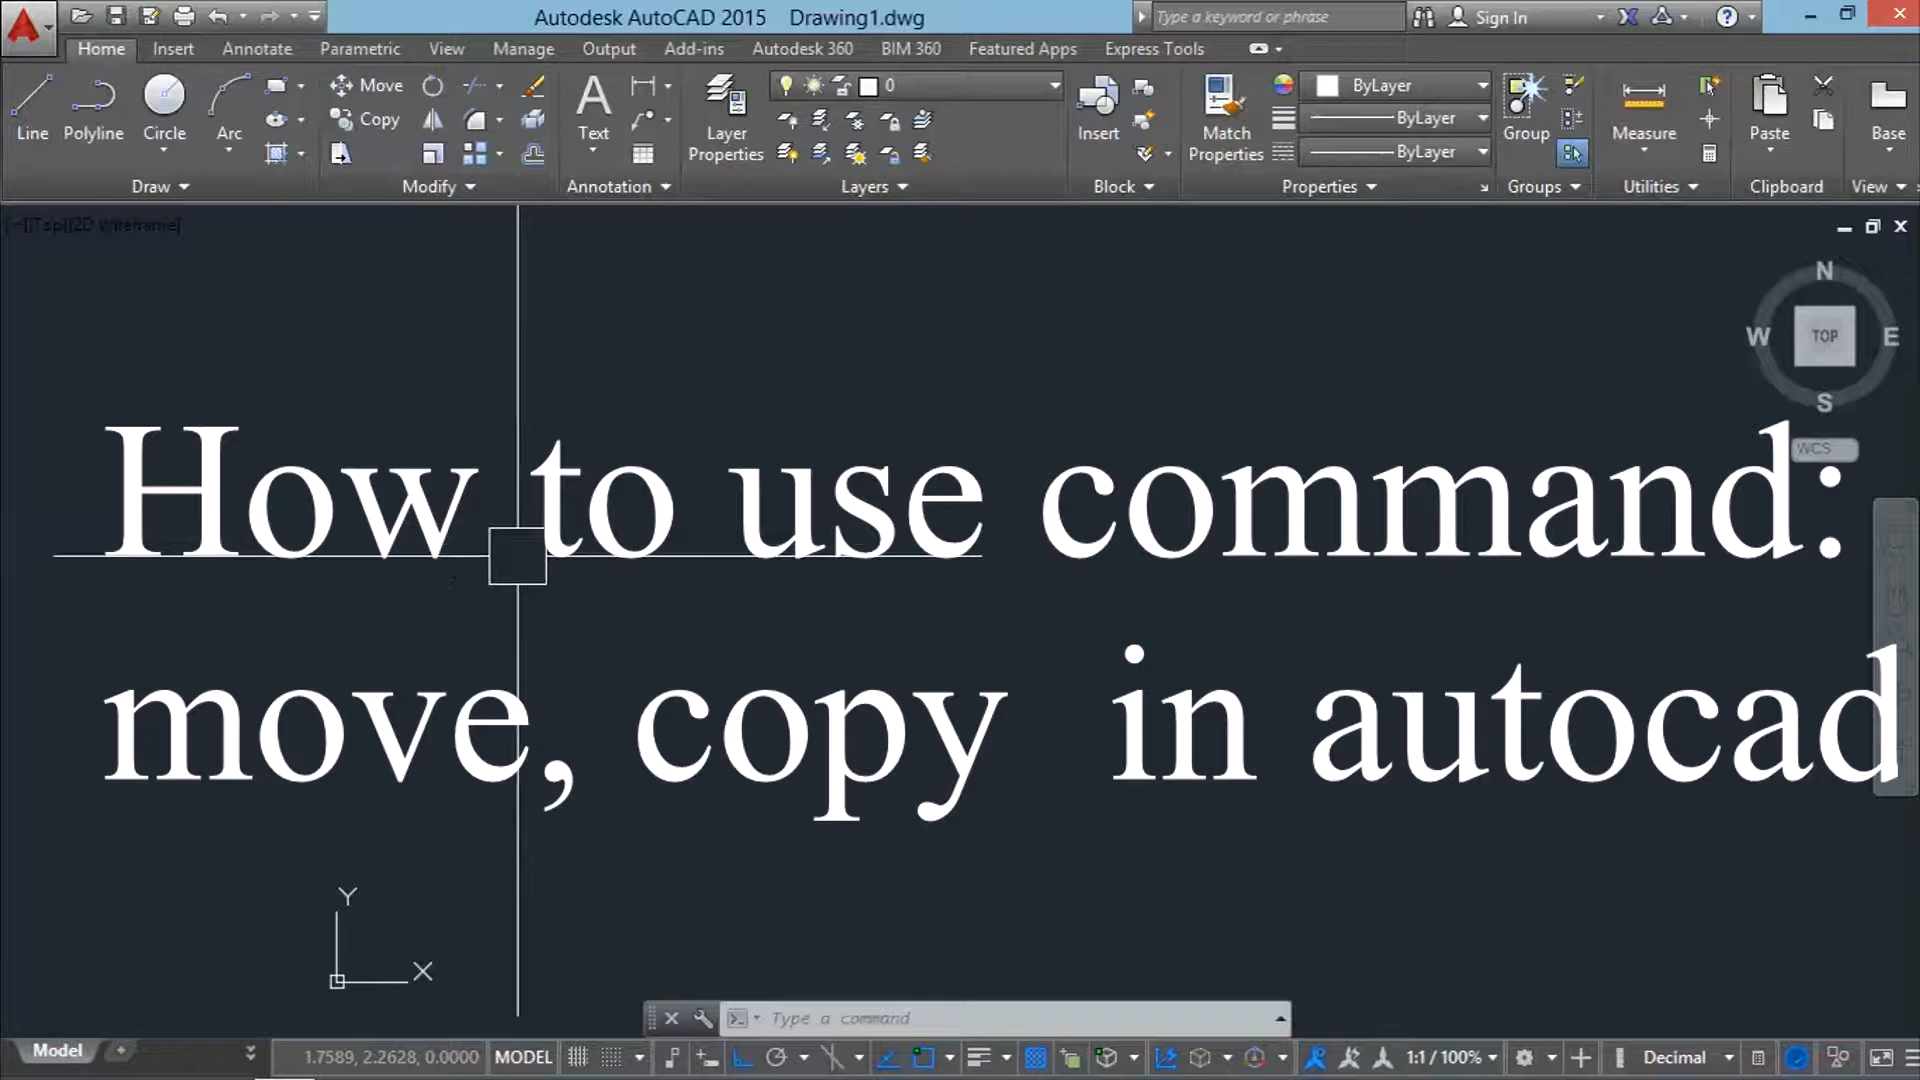 Autodesk AutoCAD 2015 Drawing1.dwg
Type a keyword or phrase
Sign In
Home Insert Annotate Parametric View Manage Output Add-ins Autodesk 360 BIM 360 Featured Apps Express Tools
Move
0
ByLayer
Copy
ByLayer
Line Polyline Circle Arc
Text
Layer Properties
Insert
Match Properties
Group
Measure
Paste
Base
ByLayer
Draw Modify Annotation Layers Block Properties Groups Utilities Clipboard View
[-][Top][2D Wireframe]
N
W TOP E
S
WCS
How to use command:
move, copy in autocad
Y
X
Type a command
Model
1.7589, 2.2628, 0.0000 MODEL
1:1 / 100%
Decimal